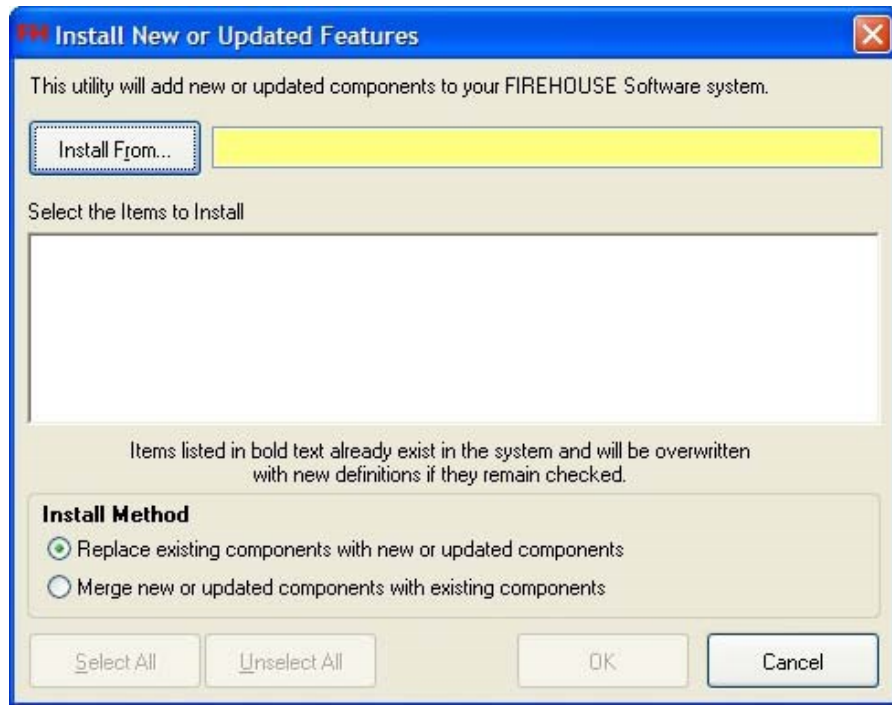 Install New or Updated Features
This utility will add new or updated components to your FIREHOUSE Software system.
Install From...
Select the Items to Install
Items listed in bold text already exist in the system and will be overwritten
with new definitions if they remain checked.
Install Method
Replace existing components with new or updated components
Merge new or updated components with existing components
Select All Unselect All OK Cancel